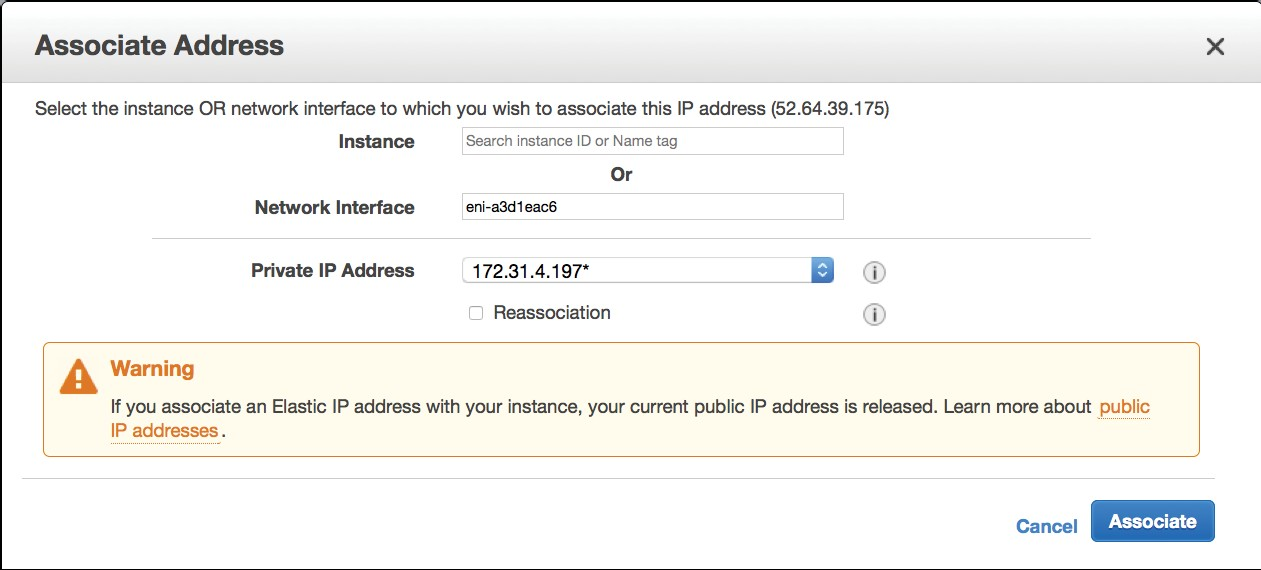 Associate Address
Select the instance OR network interface to which you wish to associate this IP address (52.64.39.175)
Instance
Search instance ID or Name tag
Or
Network Interface
eni-a3d1eac6
Private IP Address
172.31.4.197*
Reassociation
Warning
If you associate an Elastic IP address with your instance, your current public IP address is released. Learn more about public
IP addresses.
Cancel
Associate